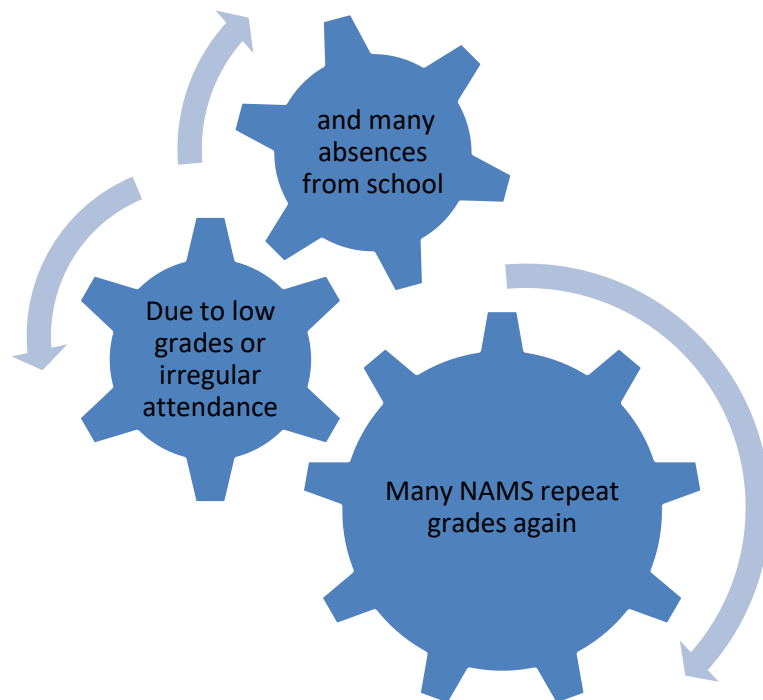 and many
absences
from school
Due to low
grades or
irregular
attendance
Many NAMS repeat
grades again